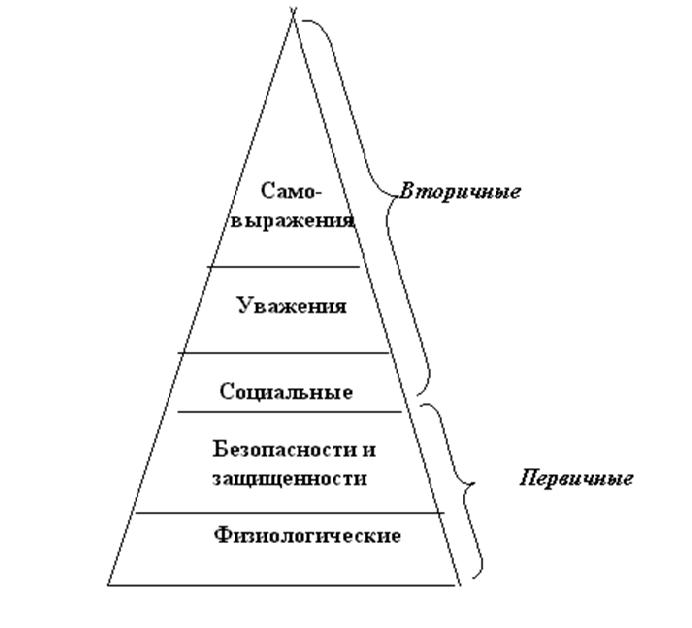 Само-
выражения
Вторичные
Уважения
Социальные
Безопасности и
защищенности
Первичные
Физиологические